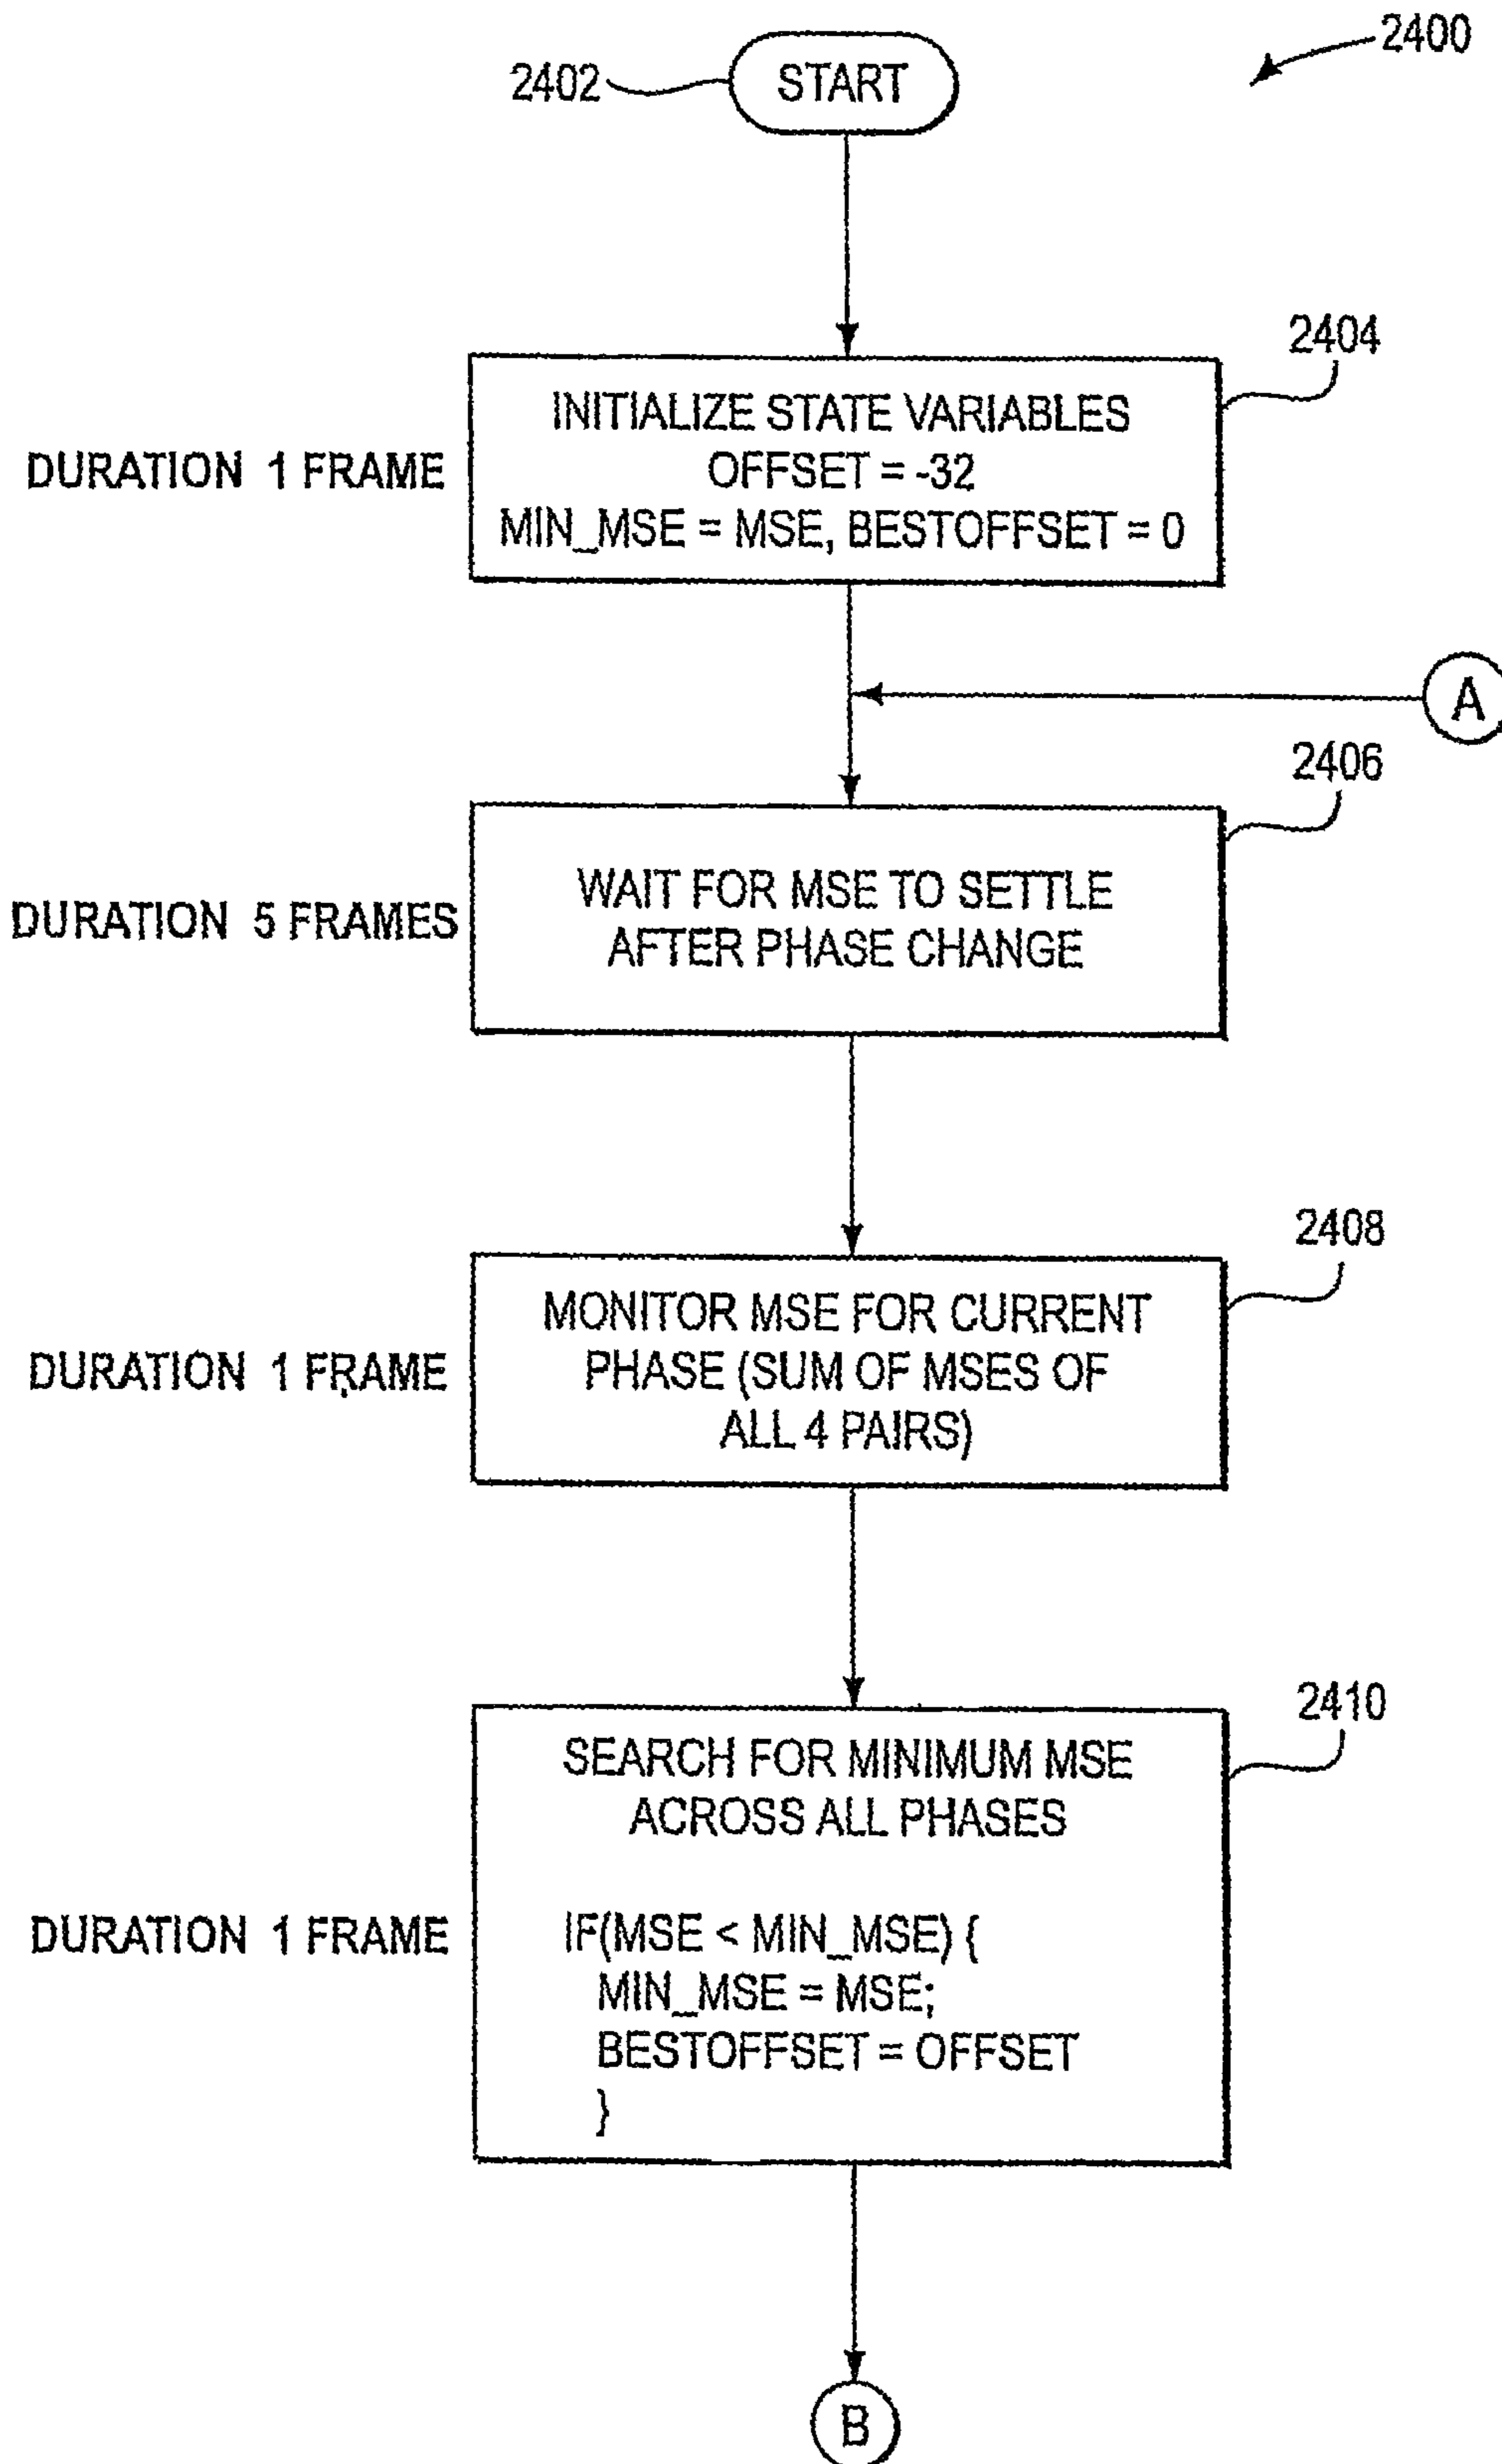 2400
2402
START
2404
INITIALIZE STATE VARIABLES
OFFSET = -32
MIN_MSE = MSE, BESTOFFSET = 0
DURATION 1 FRAME
A
2406
WAIT FOR MSE TO SETTLE
AFTER PHASE CHANGE
DURATION 5 FRAMES
2408
MONITOR MSE FOR CURRENT
PHASE (SUM OF MSES OF
ALL 4 PAIRS)
DURATION 1 FRAME
2410
SEARCH FOR MINIMUM MSE
ACROSS ALL PHASES
IF(MSE < MIN_MSE) {
MIN_MSE = MSE;
BESTOFFSET = OFFSET
}
DURATION 1 FRAME
B